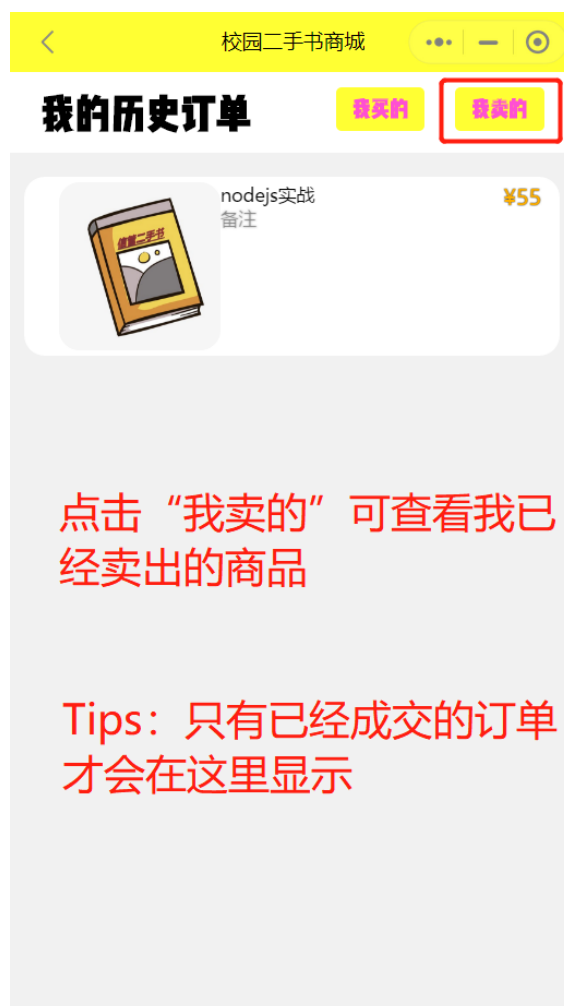 校园二手书商城
我的历史订单
我买的
我卖的
nodejs实战
¥55
备注
二手书
点击“我卖的”可查看我已
经卖出的商品
Tips：只有已经成交的订单
才会在这里显示